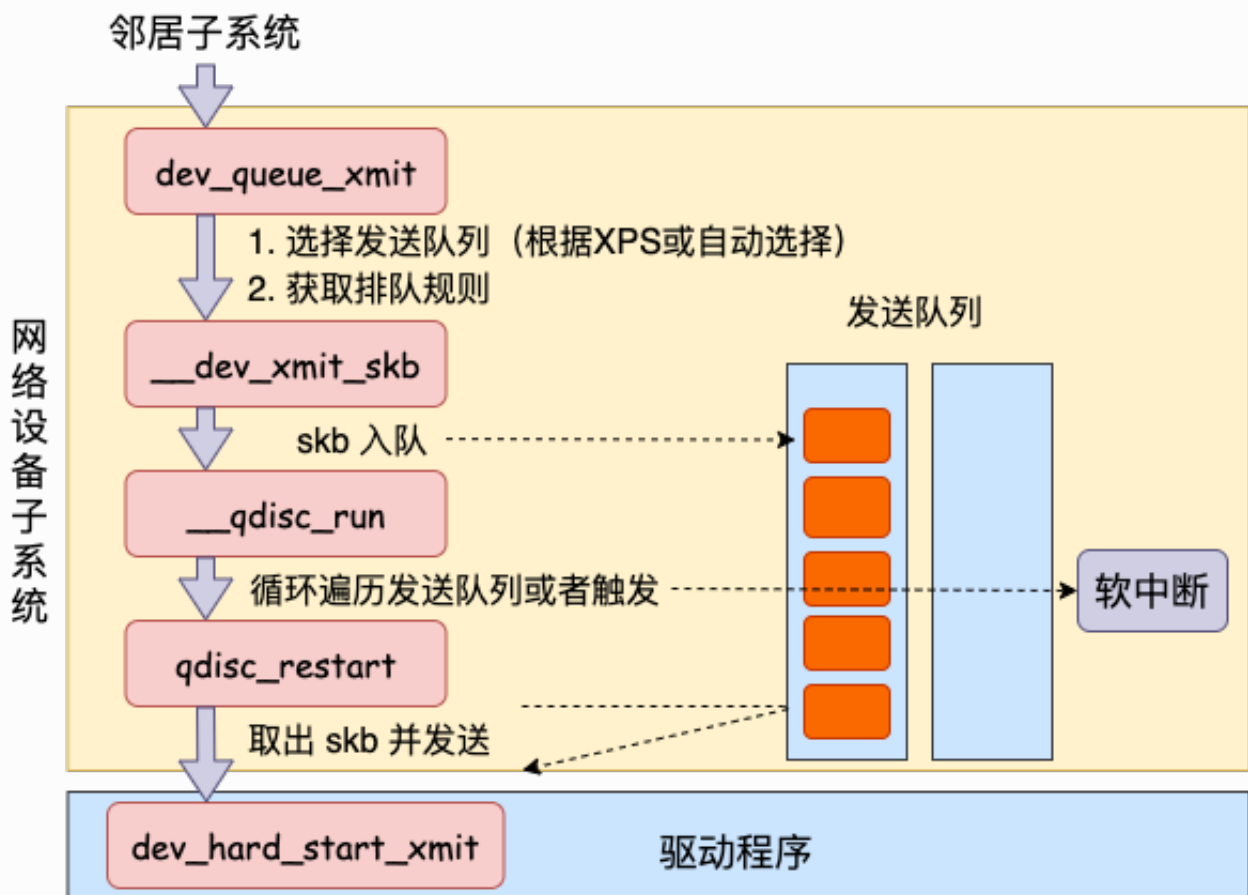 邻居子系统
dev_queue_xmit
1. 选择发送队列（根据XPS或自动选择）
2. 获取排队规则
发送队列
网络设备子系统
__dev_xmit_skb
skb 入队
__qdisc_run
循环遍历发送队列或者触发
软中断
qdisc_restart
取出 skb 并发送
dev_hard_start_xmit
驱动程序